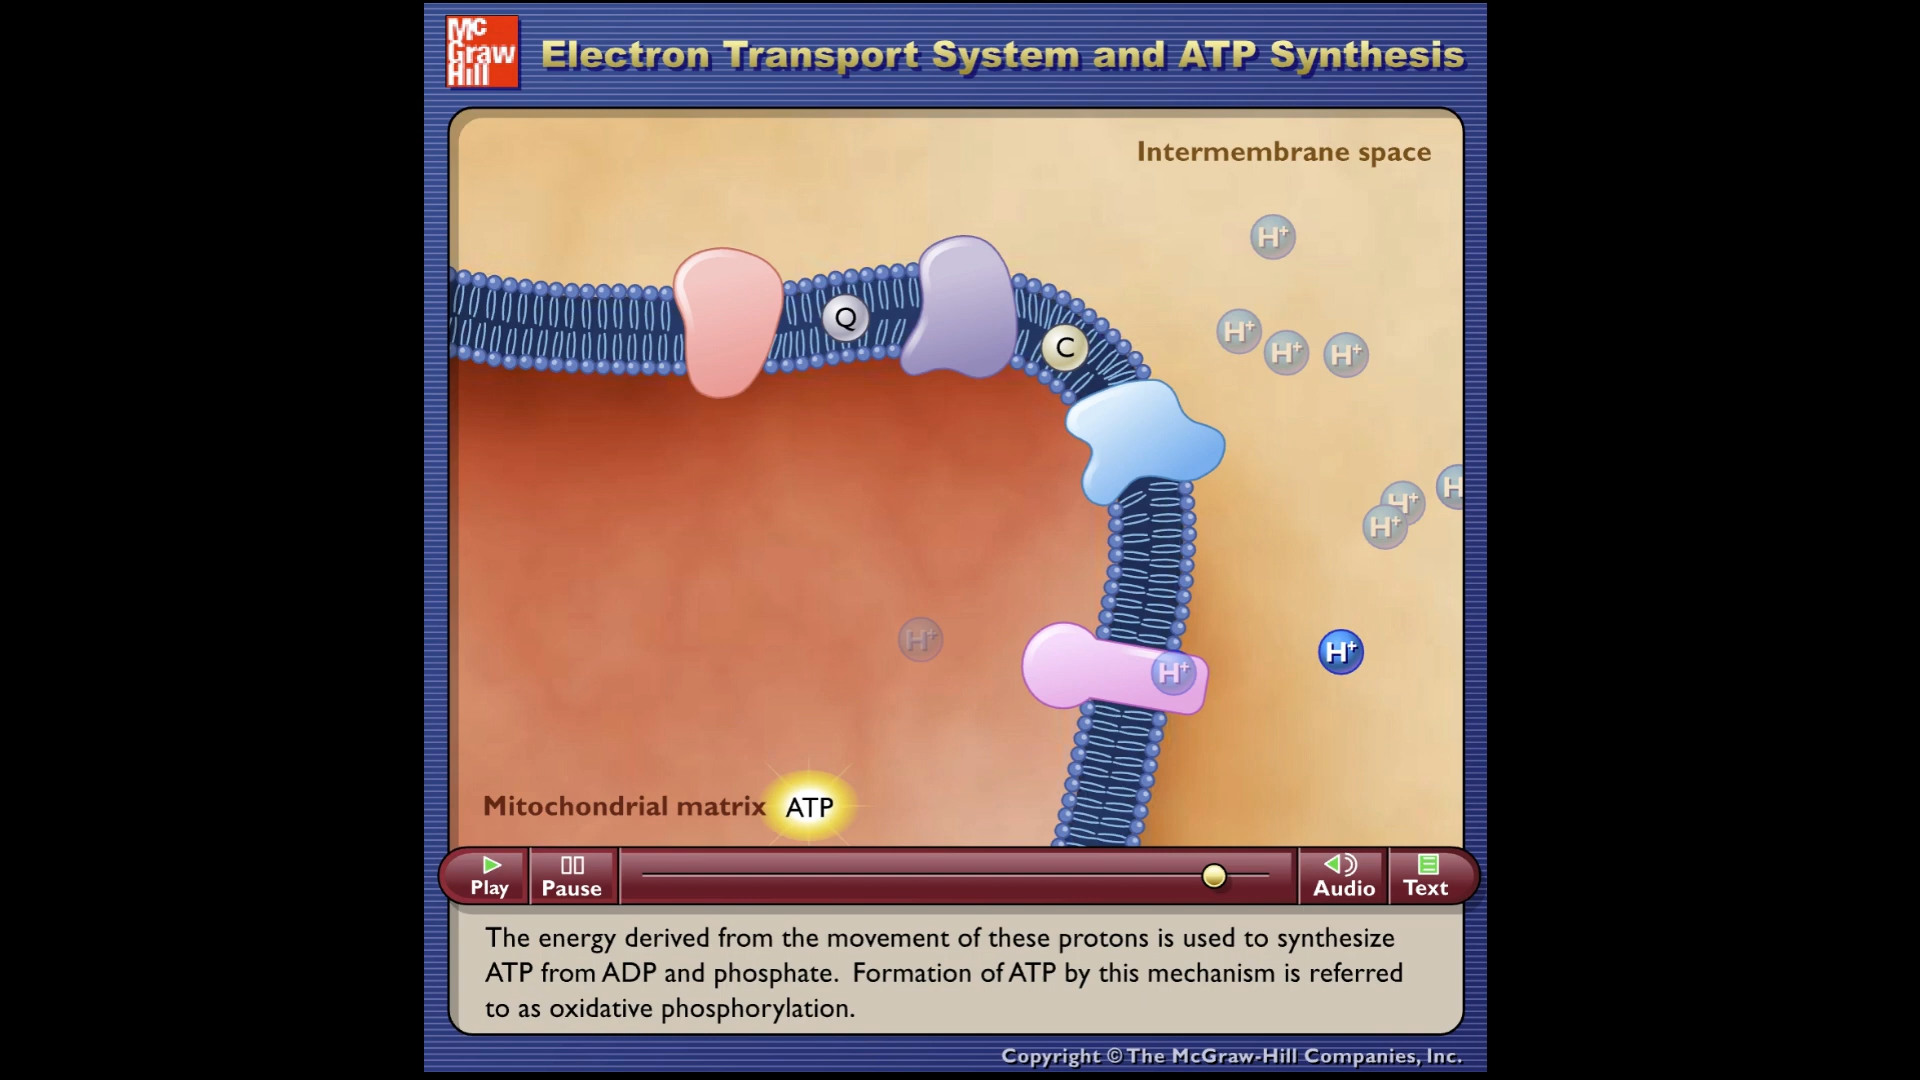 Mc
Graw
Hill
Electron Transport System and ATP Synthesis
Intermembrane space
H+
H+
H+
H+
Q
C
H+
H+
H
H+
H+
H+
Mitochondrial matrix
ATP
Play
Pause
Audio
Text
The energy derived from the movement of these protons is used to synthesize
ATP from ADP and phosphate. Formation of ATP by this mechanism is referred
to as oxidative phosphorylation.
Copyright © The McGraw-Hill Companies, Inc.